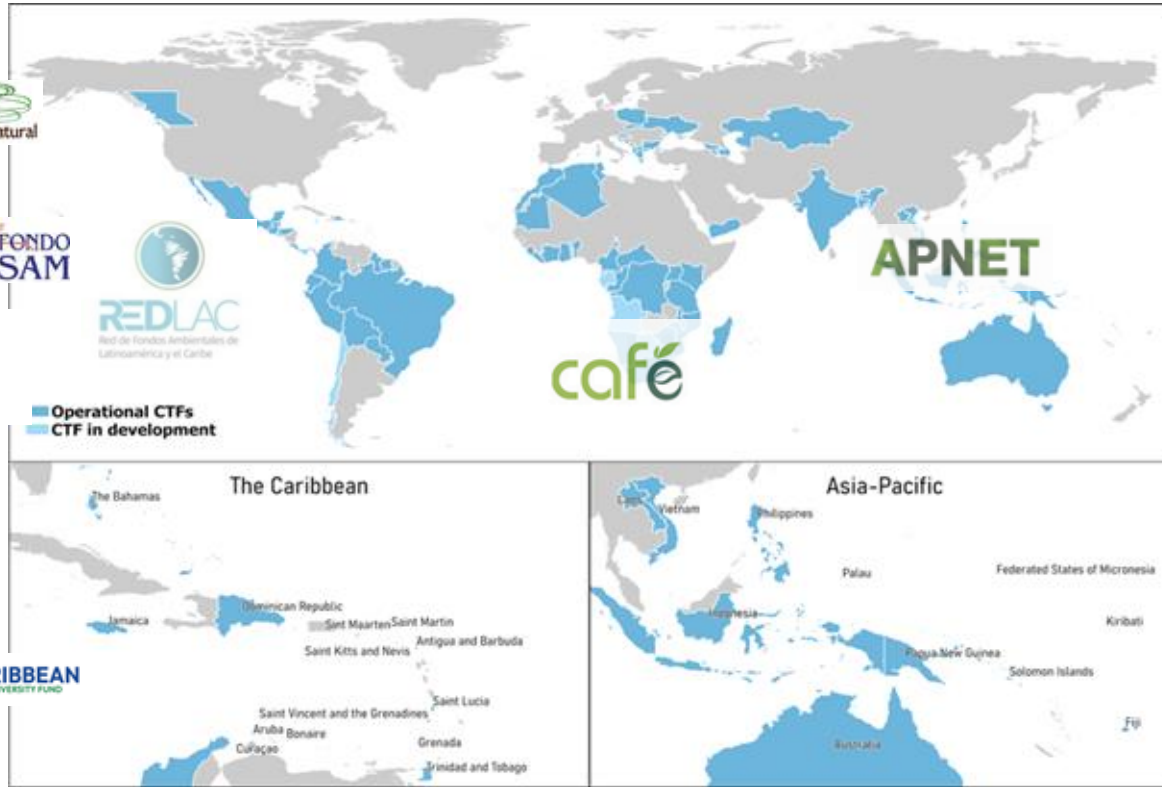 tural
FONDO
SAM
REDLAC
Red de Fondos Ambientales de
Latinoamérica y el Caribe
APNET
café
Operational CTFs
CTF in development
The Caribbean
The Bahamas
Jamaica
Dominican Republic
Sint Maarten
Saint Martin
Saint Kitts and Nevis
Antigua and Barbuda
Saint Lucia
Saint Vincent and the Grenadines
Aruba
Bonaire
Curaçao
Grenada
Trinidad and Tobago
RIBBEAN
VERSITY FUND
Asia-Pacific
Laos
Vietnam
Philippines
Palau
Federated States of Micronesia
Indonesia
Kiribati
Papua New Guinea
Solomon Islands
Fiji
Australia